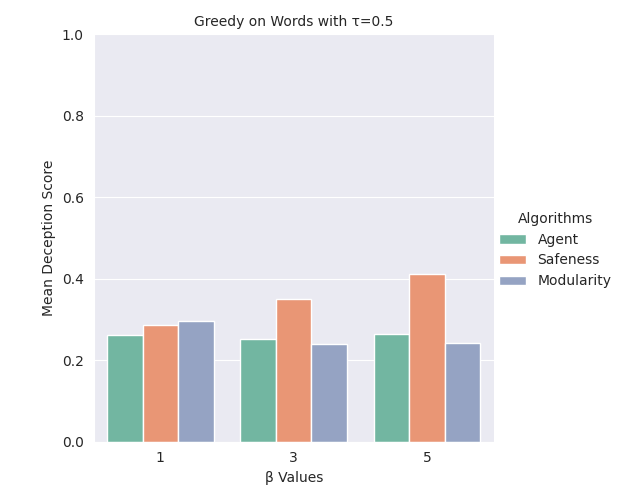 Greedy on Words with τ=0.5
1.0
0.8
0.6
0.4
0.2
0.0
Mean Deception Score
1 3 5
β Values
Algorithms
Agent
Safeness
Modularity